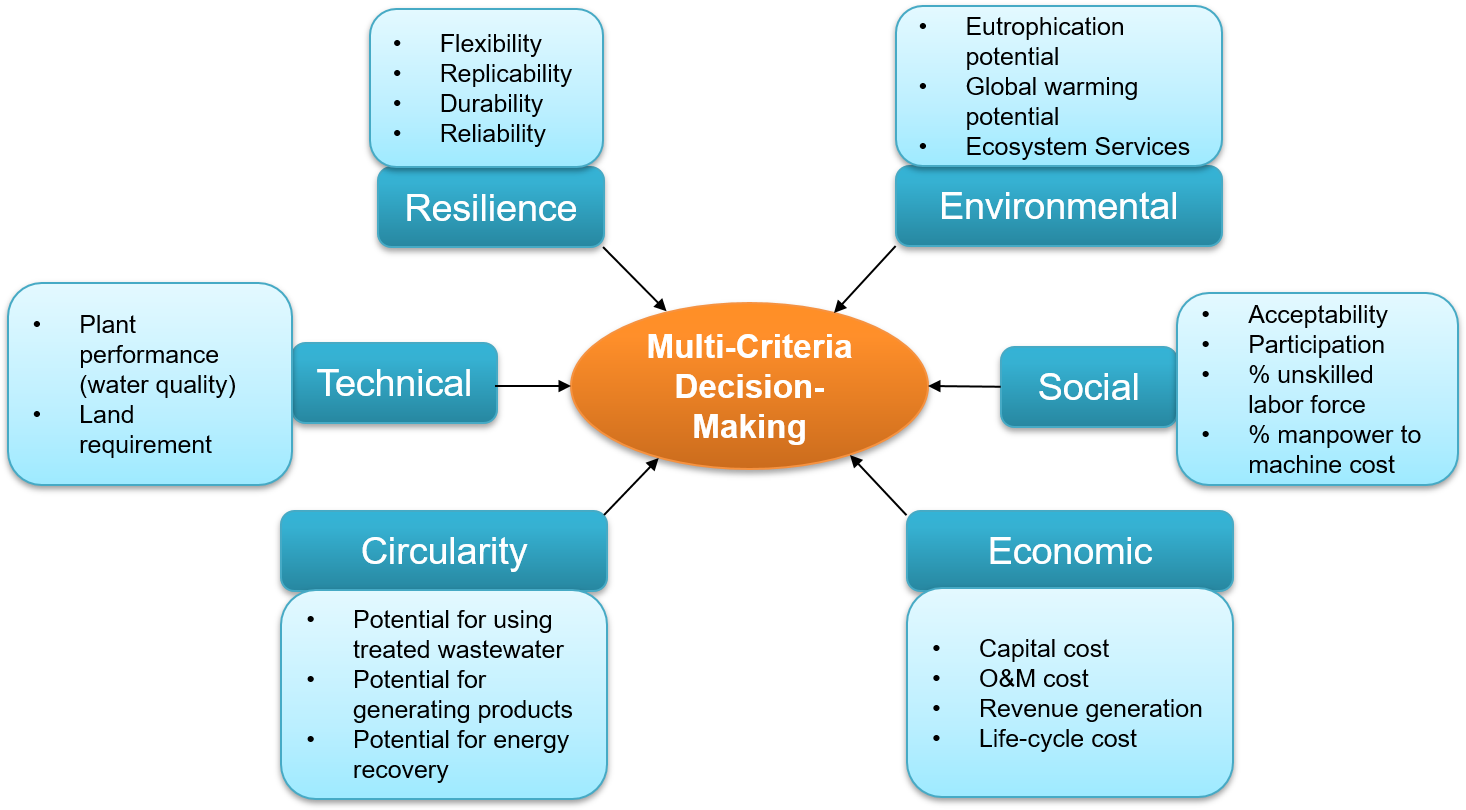 • Flexibility
• Replicability
• Durability
• Reliability
Resilience
• Eutrophication
potential
• Global warming
potential
• Ecosystem Services
Environmental
• Plant
performance
(water quality)
• Land
requirement
Technical
Multi-Criteria
Decision-
Making
Social
• Acceptability
• Participation
• % unskilled
labor force
• % manpower to
machine cost
Circularity
• Potential for using
treated wastewater
• Potential for
generating products
• Potential for energy
recovery
Economic
• Capital cost
• O&M cost
• Revenue generation
• Life-cycle cost